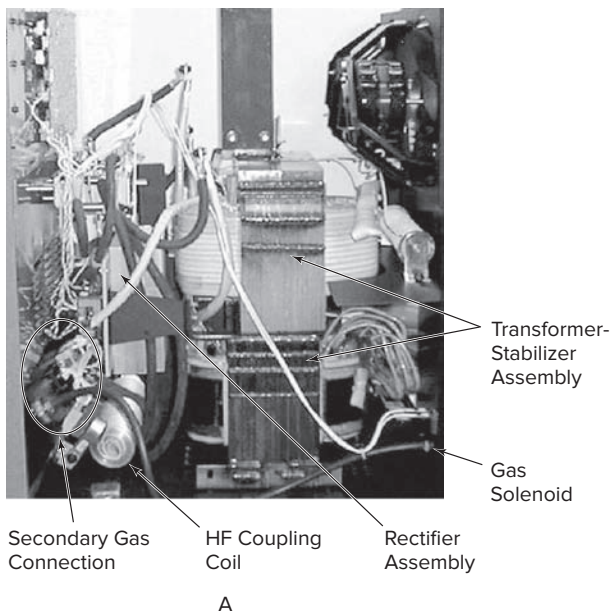 Transformer-
Stabilizer
Assembly
Gas
Solenoid
Secondary Gas
Connection
HF Coupling
Coil
Rectifier
Assembly
A